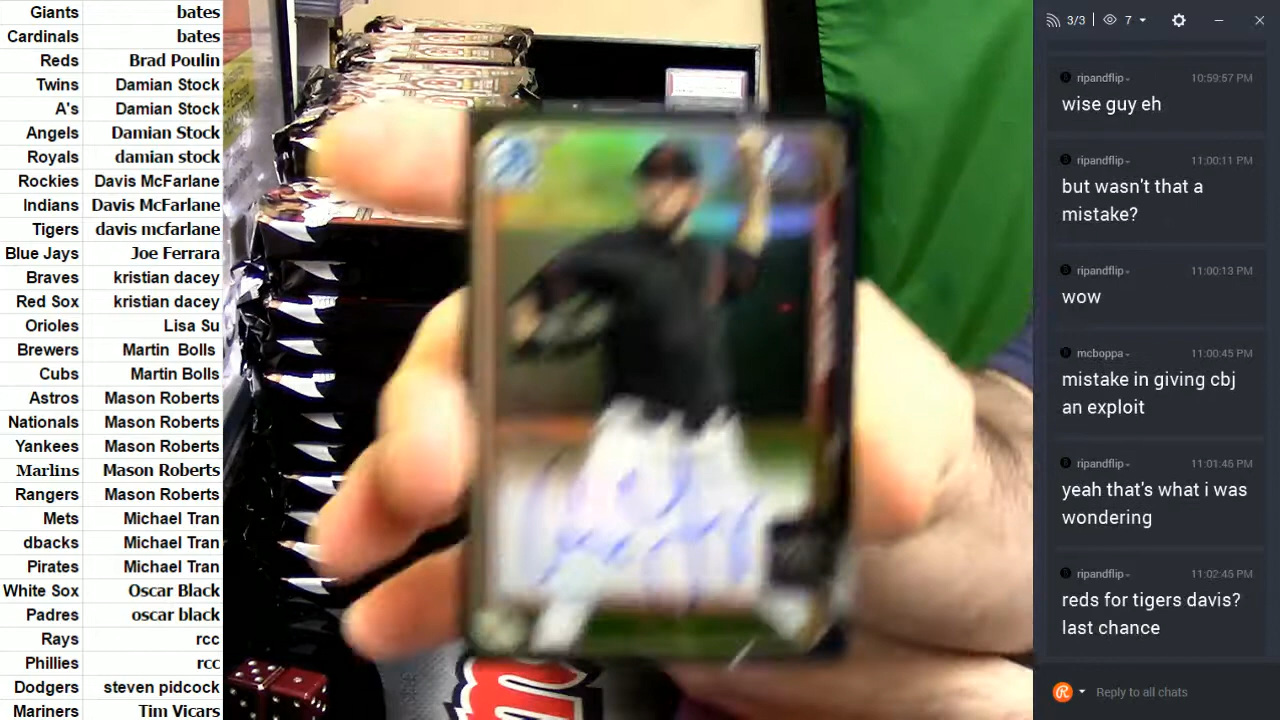 Giants bates
Cardinals bates
Reds Brad Poulin
Twins Damian Stock
A's Damian Stock
Angels Damian Stock
Royals damian stock
Rockies Davis McFarlane
Indians Davis McFarlane
Tigers davis mcfarlane
Blue Jays Joe Ferrara
Braves kristian dacey
Red Sox kristian dacey
Orioles Lisa Su
Brewers Martin Bolls
Cubs Martin Bolls
Astros Mason Roberts
Nationals Mason Roberts
Yankees Mason Roberts
Marlins Mason Roberts
Rangers Mason Roberts
Mets Michael Tran
dbacks Michael Tran
Pirates Michael Tran
White Sox Oscar Black
Padres oscar black
Rays rcc
Phillies rcc
Dodgers steven pidcock
Mariners Tim Vicars
3/3 7
ripandflip 10:59:57 PM
wise guy eh
ripandflip 11:00:11 PM
but wasn't that a
mistake?
ripandflip 11:00:13 PM
wow
mcboppa 11:00:45 PM
mistake in giving cbj
an exploit
ripandflip 11:01:45 PM
yeah that's what i was
wondering
ripandflip 11:02:45 PM
reds for tigers davis?
last chance
Reply to all chats